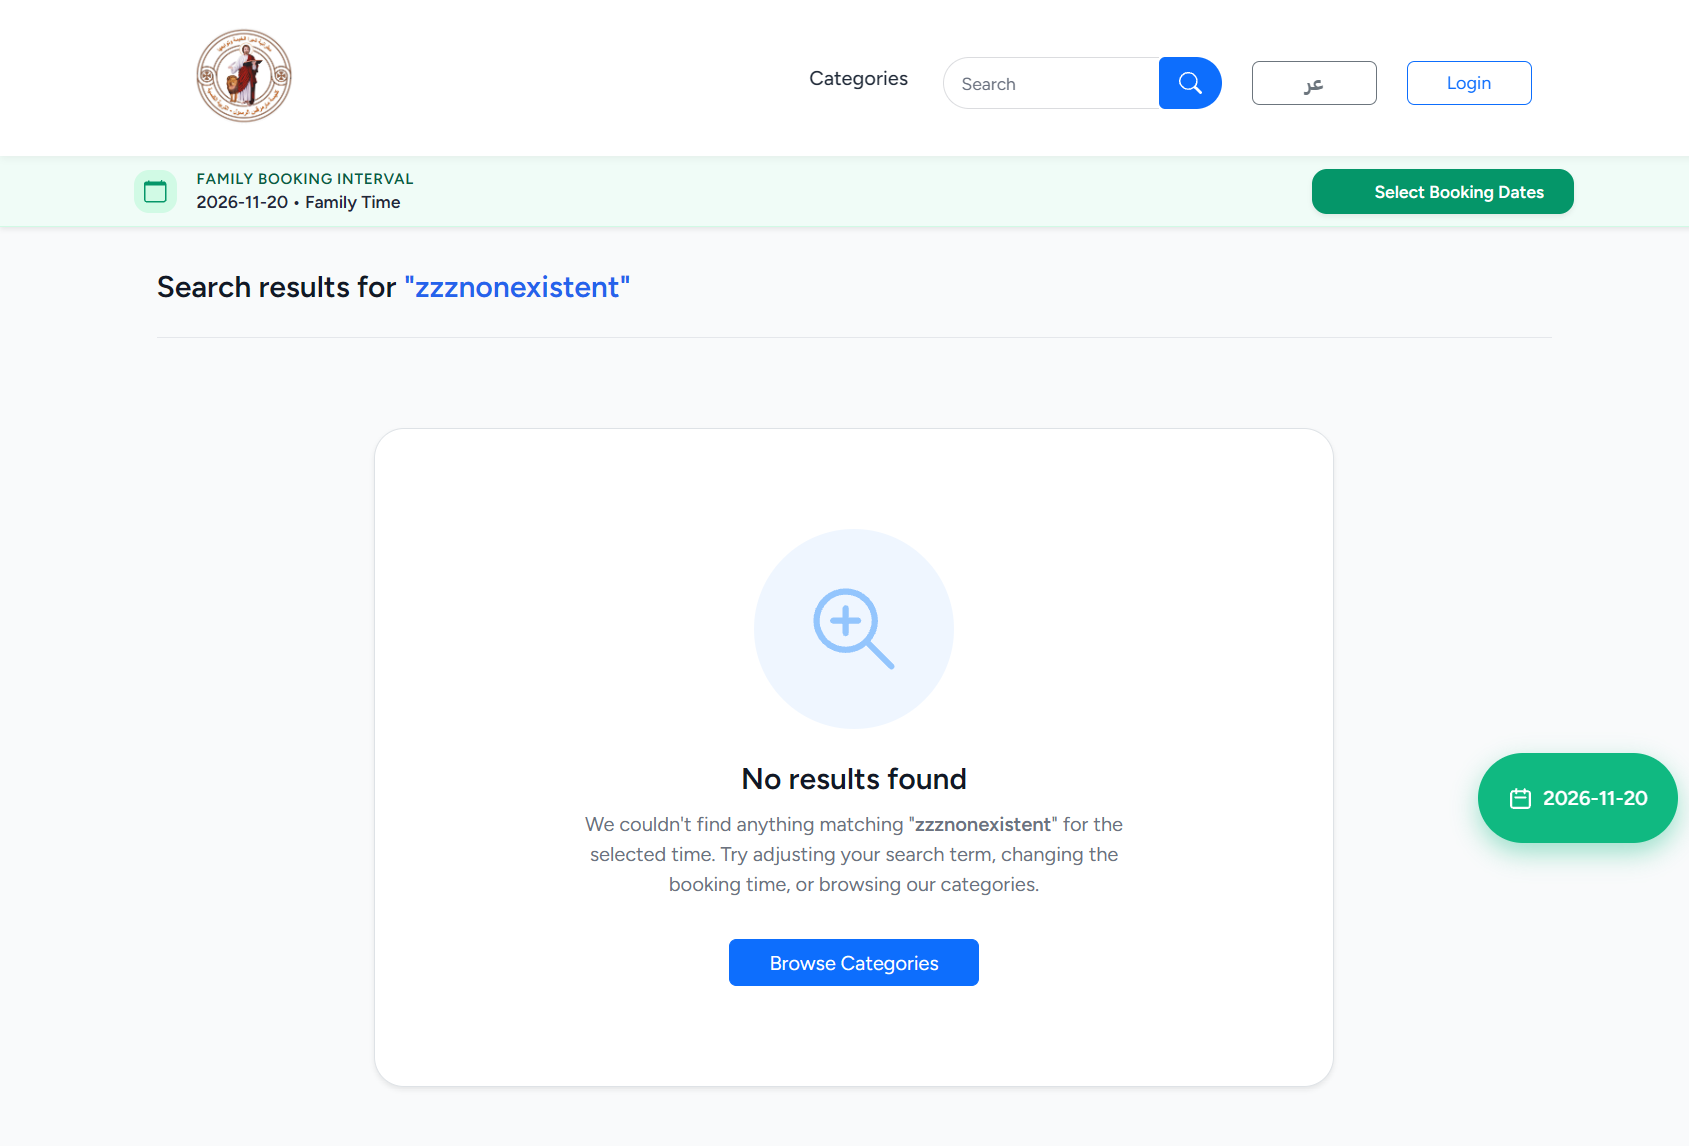 Categories
Search
عر
Login
FAMILY BOOKING INTERVAL
2026-11-20 • Family Time
Select Booking Dates
Search results for "zzznonexistent"
No results found
We couldn't find anything matching "zzznonexistent" for the
selected time. Try adjusting your search term, changing the
booking time, or browsing our categories.
2026-11-20
Browse Categories